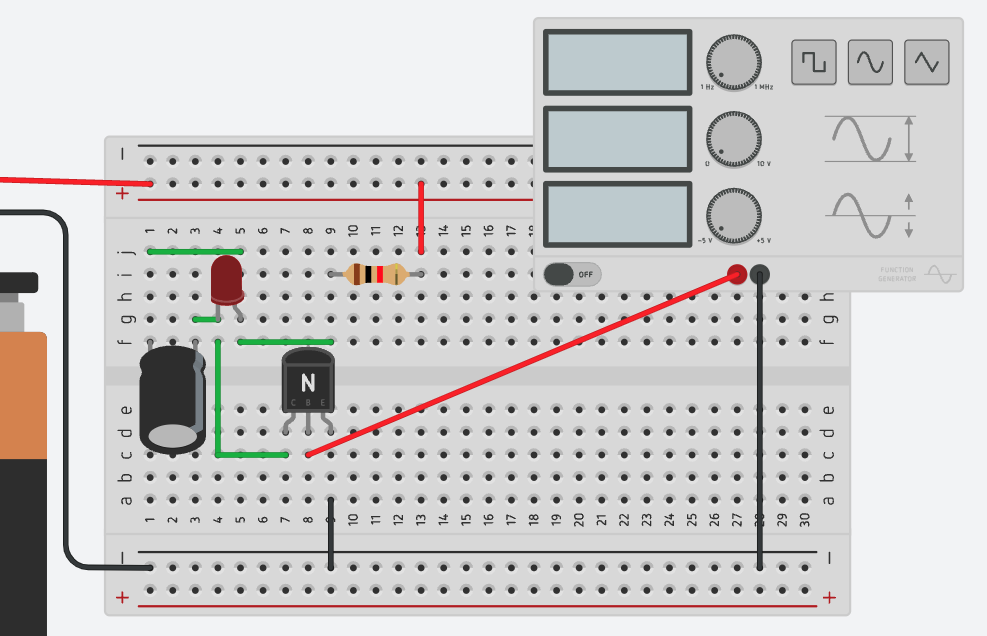 1 Hz 1 MHz
0 10 V
-5 V +5 V
OFF
FUNCTION
GENERATOR
− +
1 2 3 4 5 6 7 8 9 10 11 12 13 14 15 16 17
j
i
h h
g g
f f
N
C B E
e e
d d
c c
b b
a a
1 2 3 4 5 6 7 8 9 10 11 12 13 14 15 16 17 18 19 20 21 22 23 24 25 26 27 28 29 30
− −
+ +